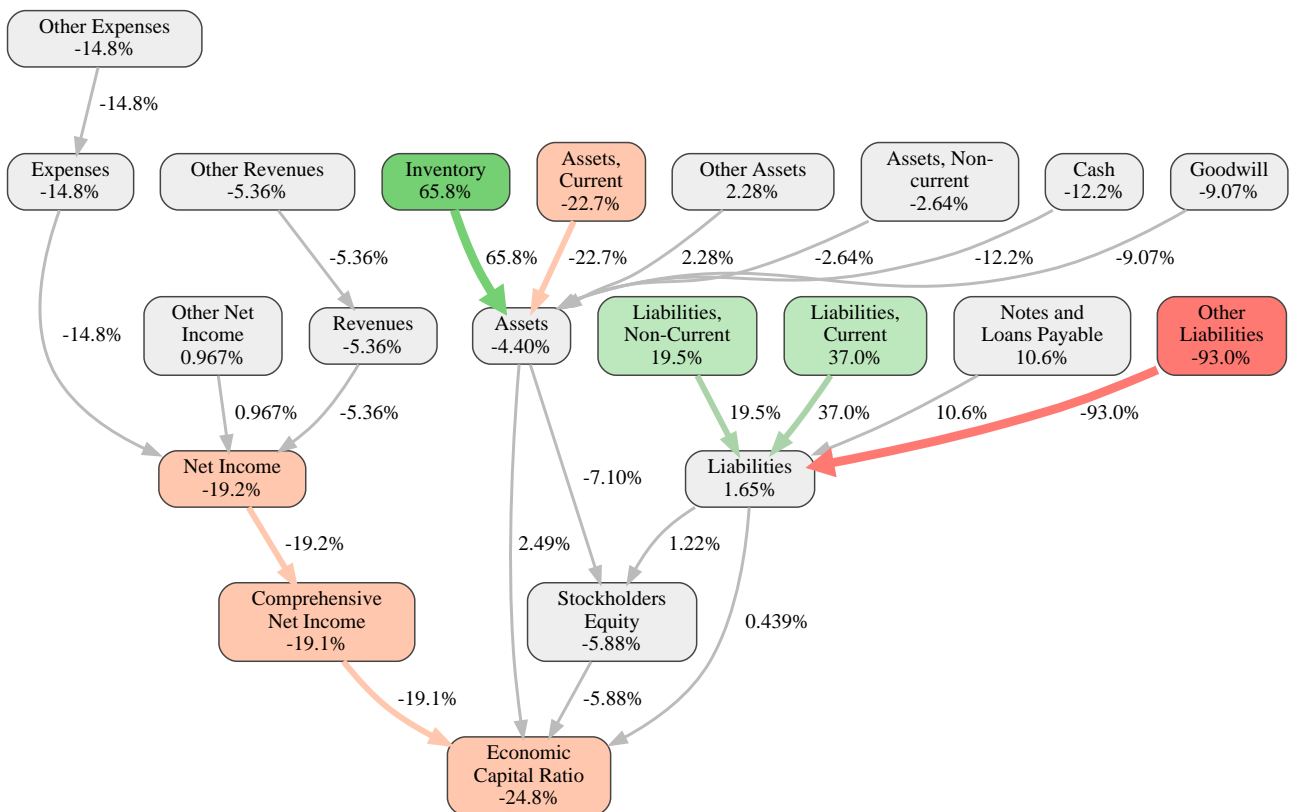 Other Expenses
-14.8%
-14.8%
Expenses
-14.8%
Other Revenues
-5.36%
Inventory
65.8%
Assets,
Current
-22.7%
Other Assets
2.28%
Assets, Non-
current
-2.64%
Cash
-12.2%
Goodwill
-9.07%
-5.36%
65.8%
-22.7%
2.28%
-2.64%
-12.2%
-9.07%
-14.8%
Other Net
Income
0.967%
Revenues
-5.36%
Assets
-4.40%
Liabilities,
Non-Current
19.5%
Liabilities,
Current
37.0%
Notes and
Loans Payable
10.6%
Other
Liabilities
-93.0%
0.967%
-5.36%
19.5%
37.0%
10.6%
-93.0%
Net Income
-19.2%
-7.10%
Liabilities
1.65%
-19.2%
2.49%
1.22%
Comprehensive
Net Income
-19.1%
Stockholders
Equity
-5.88%
0.439%
-19.1%
-5.88%
Economic
Capital Ratio
-24.8%